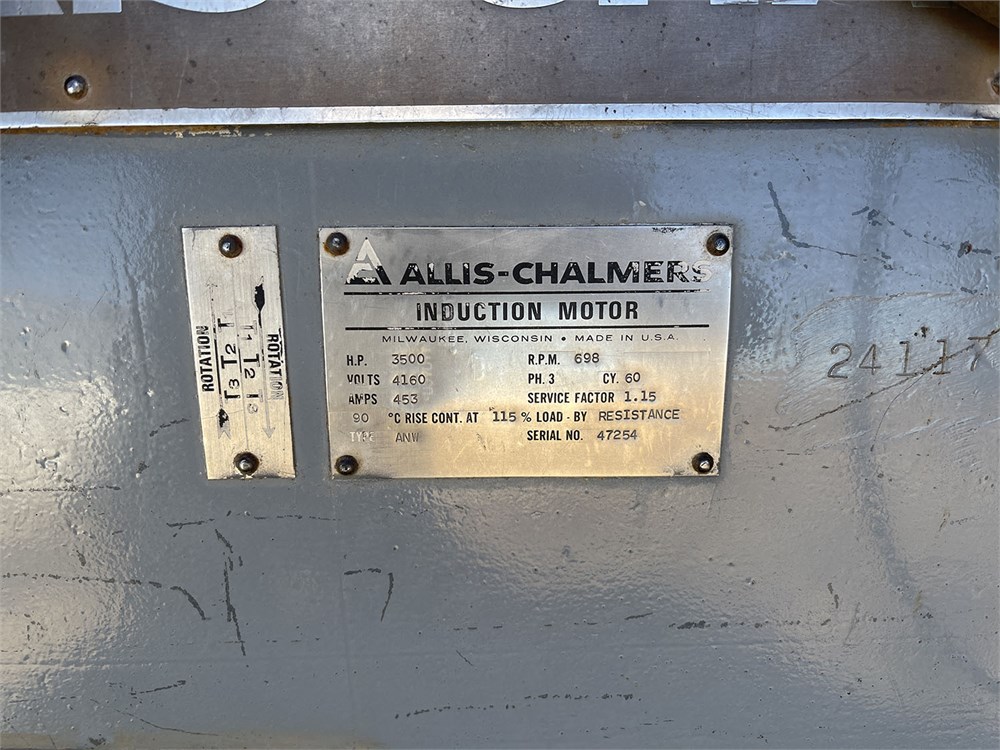 ROTATION
T3 T2 T1
T1 T2 T3
ROTATION
ALLIS-CHALMERS
INDUCTION MOTOR
MILWAUKEE, WISCONSIN • MADE IN U.S.A.
H.P. 3500 R.P.M. 698
VOLTS 4160 PH. 3 CY. 60
AMPS 453 SERVICE FACTOR 1.15
90 °C RISE CONT. AT 115 % LOAD - BY RESISTANCE
TYPE ANW SERIAL NO. 47254
24117